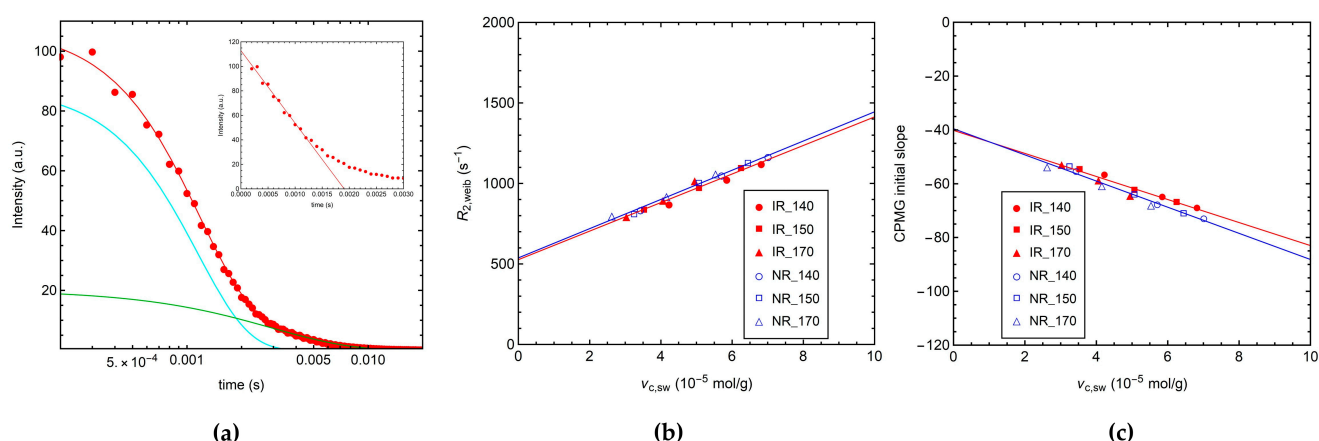 Intensity (a.u.)
100
80
60
40
20
5. × 10⁻⁴
0.001
0.005
0.010
time (s)
Intensity (a.u.)
120
100
80
60
40
20
0
0.0000
0.0005
0.0010
0.0015
0.0020
0.0025
0.0030
time (s)
(a)
R2,weib (s⁻¹)
2000
1500
1000
500
0
0
2
4
6
8
10
IR_140
IR_150
IR_170
NR_140
NR_150
NR_170
νc,sw (10⁻⁵ mol/g)
(b)
CPMG initial slope
0
−20
−40
−60
−80
−100
−120
0
2
4
6
8
10
IR_140
IR_150
IR_170
NR_140
NR_150
NR_170
νc,sw (10⁻⁵ mol/g)
(c)